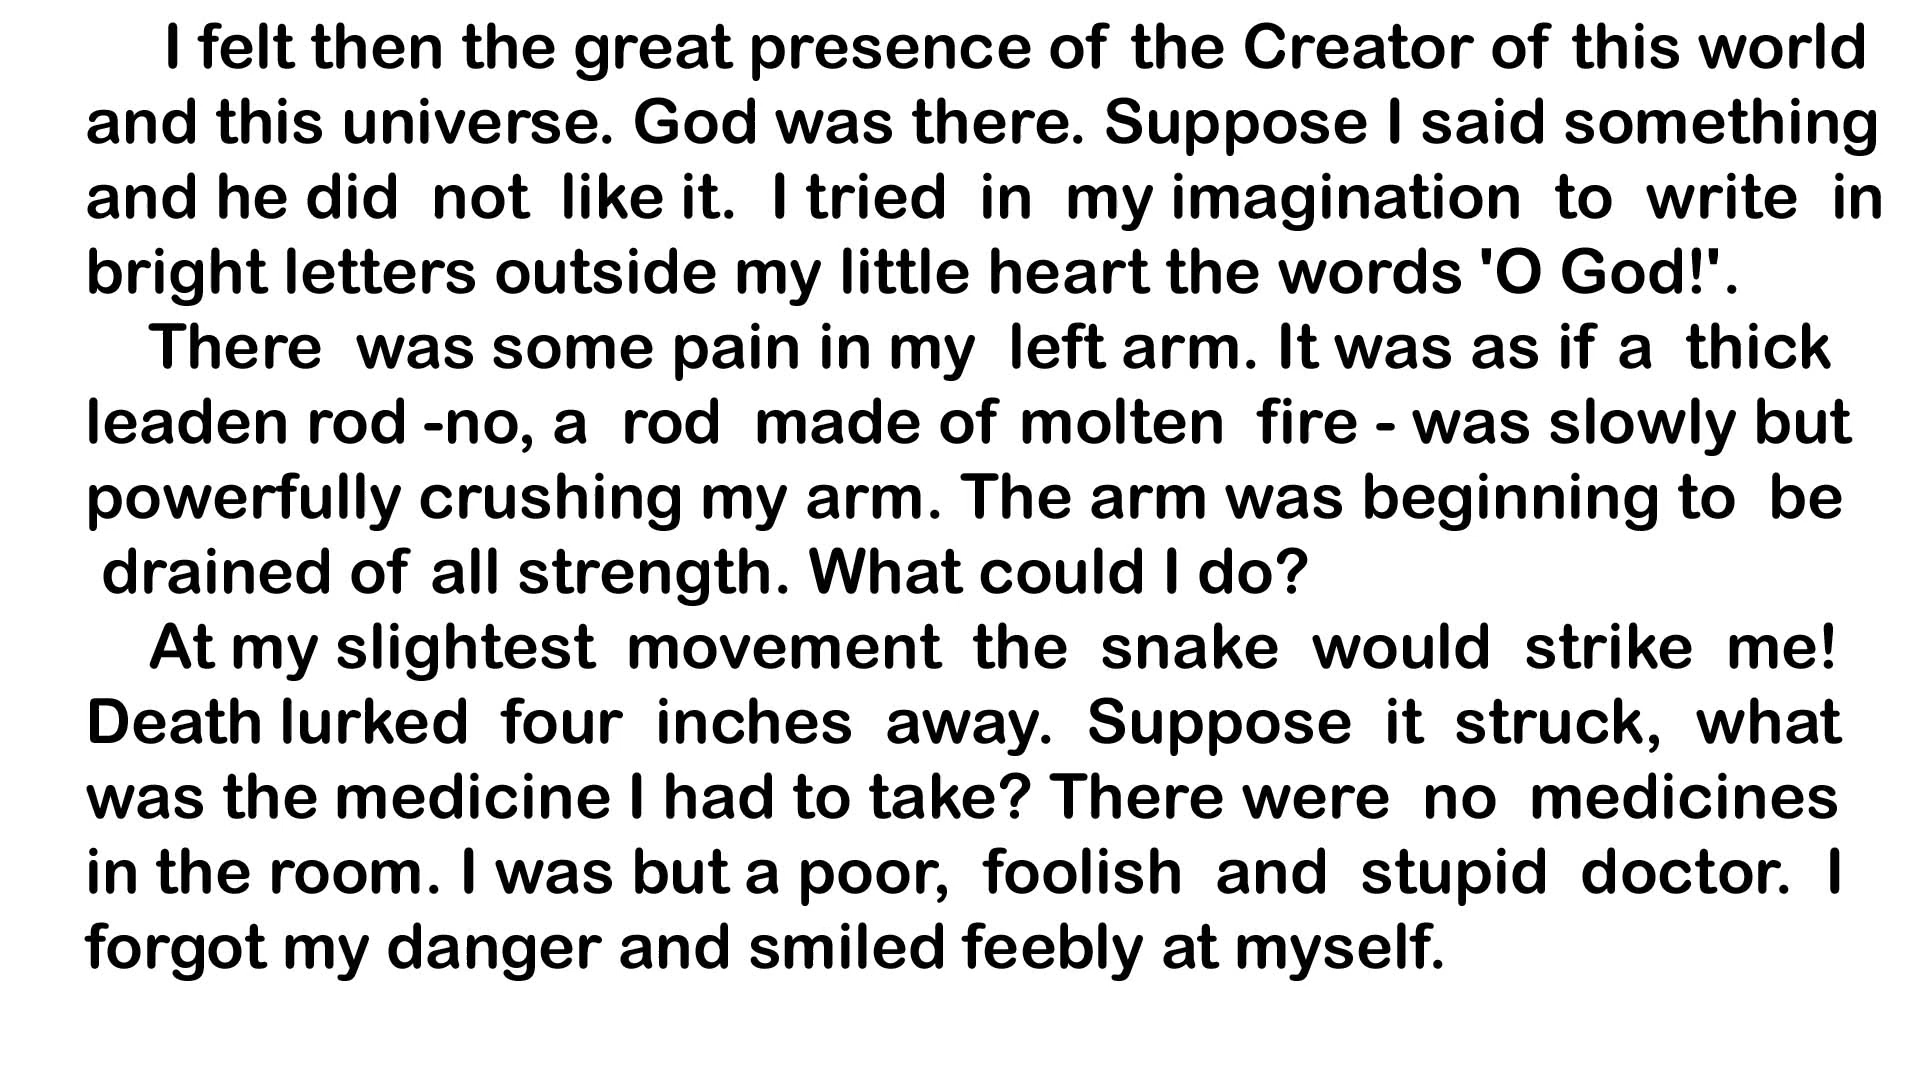 I felt then the great presence of the Creator of this world
and this universe. God was there. Suppose I said something
and he did not like it. I tried in my imagination to write in
bright letters outside my little heart the words 'O God!'.
There was some pain in my left arm. It was as if a thick
leaden rod -no, a rod made of molten fire - was slowly but
powerfully crushing my arm. The arm was beginning to be
drained of all strength. What could I do?
At my slightest movement the snake would strike me!
Death lurked four inches away. Suppose it struck, what
was the medicine I had to take? There were no medicines
in the room. I was but a poor, foolish and stupid doctor. I
forgot my danger and smiled feebly at myself.